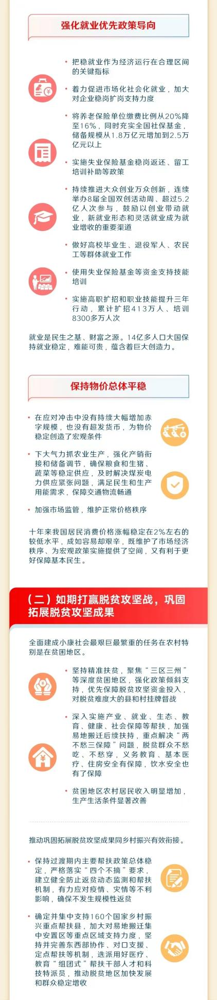 强化就业优先政策导向
• 把稳就业作为经济运行在合理区间
的关键指标
• 着力促进市场化社会化就业，加大
对企业稳岗扩岗支持力度
• 将养老保险单位缴费比例从20%降
至16%，同时充实全国社保基金，
储备规模从1.8万亿元增加到2.5万
亿元以上
• 实施失业保险基金稳岗返还、留工
培训补助等政策
• 持续推进大众创业万众创新，连续
举办8届全国双创活动周、超过5.2
亿人次参与，鼓励以创业带动就
业，新就业形态和灵活就业成为就
业增收的重要渠道
• 做好高校毕业生、退役军人、农民
工等群体就业工作
• 使用失业保险基金等资金支持技能
培训
• 实施高职扩招和职业技能提升三年
行动，累计扩招413万人、培训
8300多万人次
就业是民生之基、财富之源。14亿多人口大国保
持就业稳定，难能可贵，蕴含着巨大创造力。
保持物价总体平稳
• 在应对冲击中没有持续大幅增加赤
字规模，也没有超发货币，为物价
稳定创造了宏观条件
• 下大气力抓农业生产，强化产销衔
接和储备调节，确保粮食和生猪、
蔬菜等稳定供应，及时解决煤炭电
力供应紧张问题，满足民生和生产
用能需求，保障交通物流畅通
• 加强市场监管，维护正常价格秩序
十年来我国居民消费价格涨幅稳定在2%左右的
较低水平，成如容易却艰辛，既维护了市场经济
秩序、为宏观政策实施提供了空间，又有利于更
好保障基本民生。
（二）如期打赢脱贫攻坚战，巩固
拓展脱贫攻坚成果
全面建成小康社会最艰巨最繁重的任务在农村特
别是在贫困地区。
• 坚持精准扶贫，聚焦“三区三州”
等深度贫困地区，强化政策倾斜支
持，优先保障脱贫攻坚资金投入，
对脱贫难度大的县和村挂牌督战
• 深入实施产业、就业、生态、教
育、健康、社会保障等帮扶，加强
易地搬迁后续扶持，重点解决“两
不愁三保障”问题，脱贫群众不愁
吃、不愁穿，义务教育、基本医
疗、住房安全有保障，饮水安全也
有了保障
• 贫困地区农村居民收入明显增加，
生产生活条件显著改善
推动巩固拓展脱贫攻坚成果同乡村振兴有效衔接。
• 保持过渡期内主要帮扶政策总体稳
定，严格落实“四个不摘”要求，
建立健全防止返贫动态监测和帮扶
机制，有力应对疫情、灾情等不利
影响，确保不发生规模性返贫
• 确定并集中支持160个国家乡村振
兴重点帮扶县，加大对易地搬迁集
中安置区等重点区域支持力度，坚
持并完善东西部协作、对口支援、
定点帮扶等机制，选派用好医疗、
教育“组团式”帮扶干部人才和科
技特派员，推动脱贫地区加快发展
和群众稳定增收